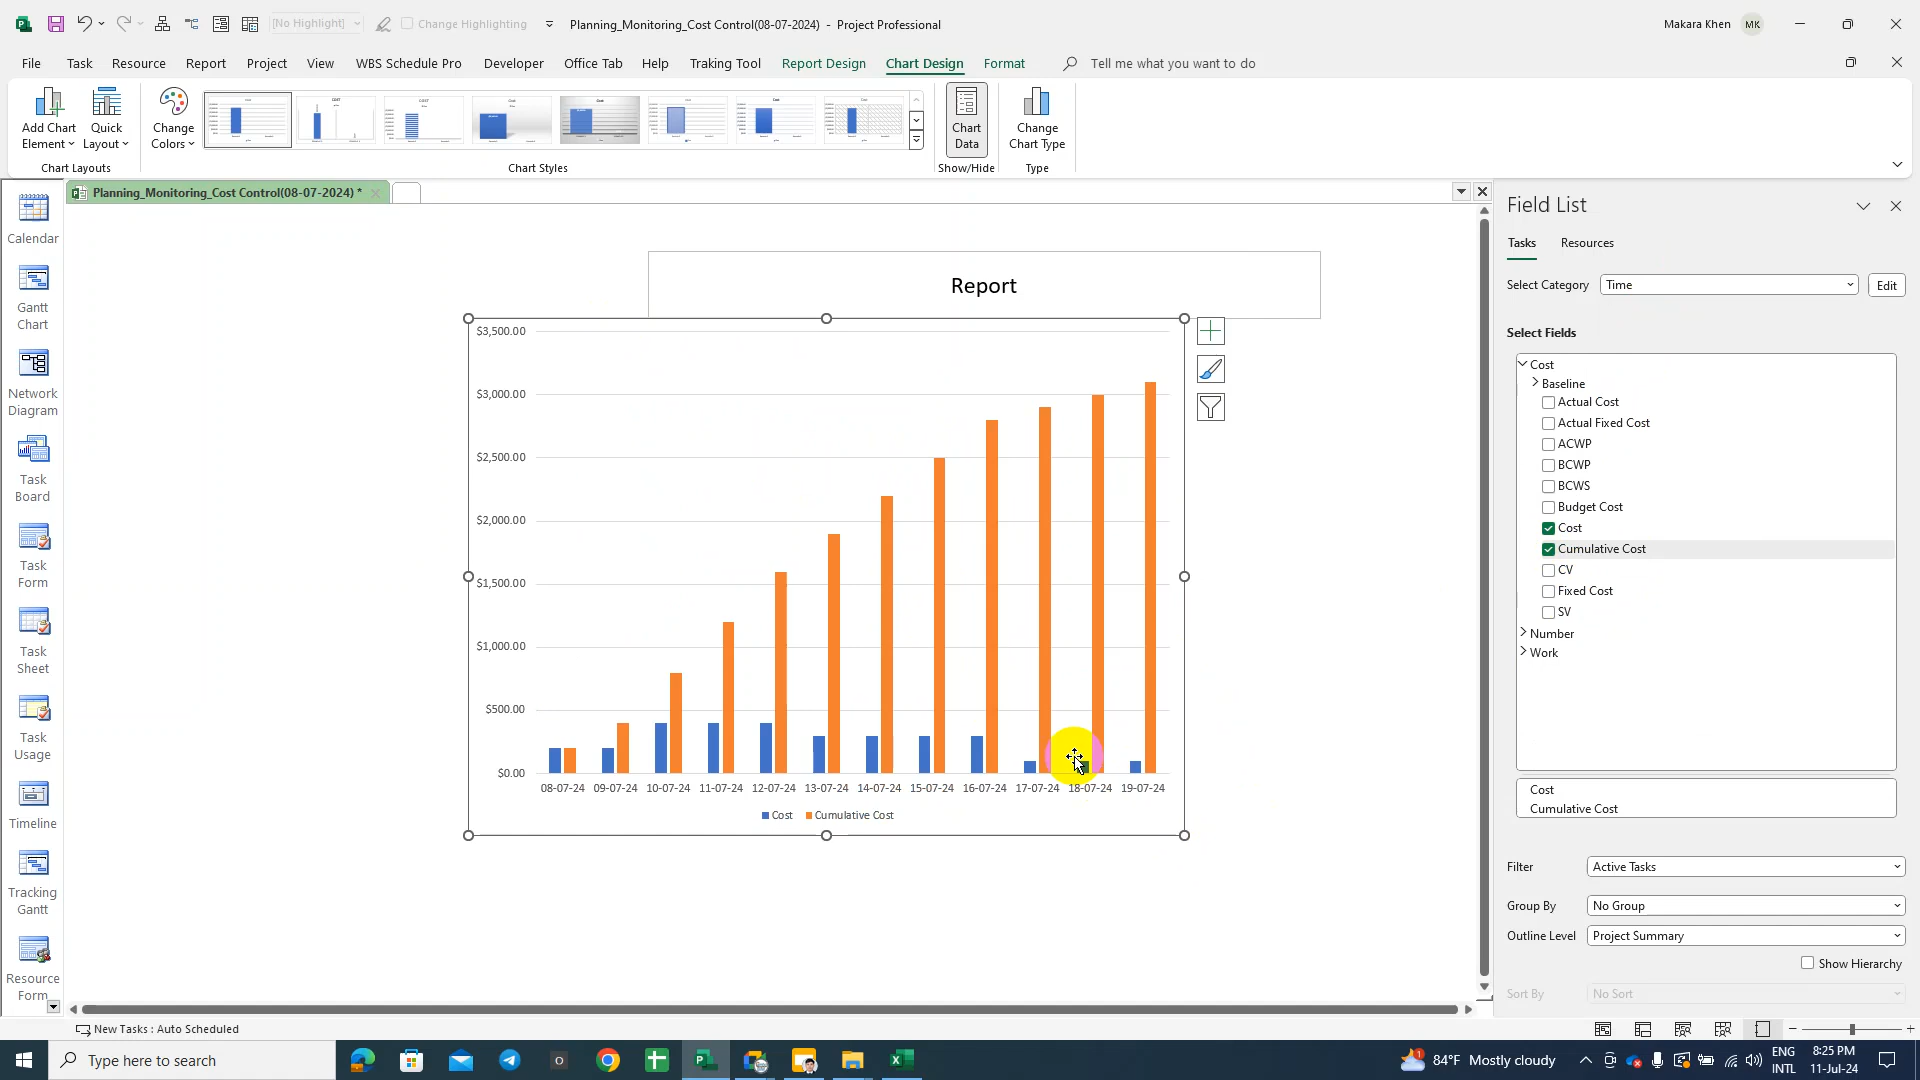 [No Highlight]
Change Highlighting
Planning_Monitoring_Cost Control(08-07-2024) - Project Professional
Makara Khen
MK
File
Task
Resource
Report
Project
View
WBS Schedule Pro
Developer
Office Tab
Help
Traking Tool
Report Design
Chart Design
Format
Tell me what you want to do
Add Chart
Element
Quick
Layout
Change
Colors
Chart
Data
Change
Chart Type
Chart Layouts
Chart Styles
Show/Hide
Type
Planning_Monitoring_Cost Control(08-07-2024) *
Calendar
Gantt
Chart
Network
Diagram
Task
Board
Task
Form
Task
Sheet
Task
Usage
Timeline
Tracking
Gantt
Resource
Form
Report
$3,500.00
$3,000.00
$2,500.00
$2,000.00
$1,500.00
$1,000.00
$500.00
$0.00
08-07-24 09-07-24 10-07-24 11-07-24 12-07-24 13-07-24 14-07-24 15-07-24 16-07-24 17-07-24 18-07-24 19-07-24
Cost Cumulative Cost
Field List
Tasks
Resources
Select Category
Time
Edit
Select Fields
Cost
Baseline
Actual Cost
Actual Fixed Cost
ACWP
BCWP
BCWS
Budget Cost
Cost
Cumulative Cost
CV
Fixed Cost
SV
Number
Work
Cost
Cumulative Cost
Filter
Active Tasks
Group By
No Group
Outline Level
Project Summary
Show Hierarchy
Sort By
No Sort
New Tasks : Auto Scheduled
Type here to search
84°F Mostly cloudy
ENG
INTL
8:25 PM
11-Jul-24